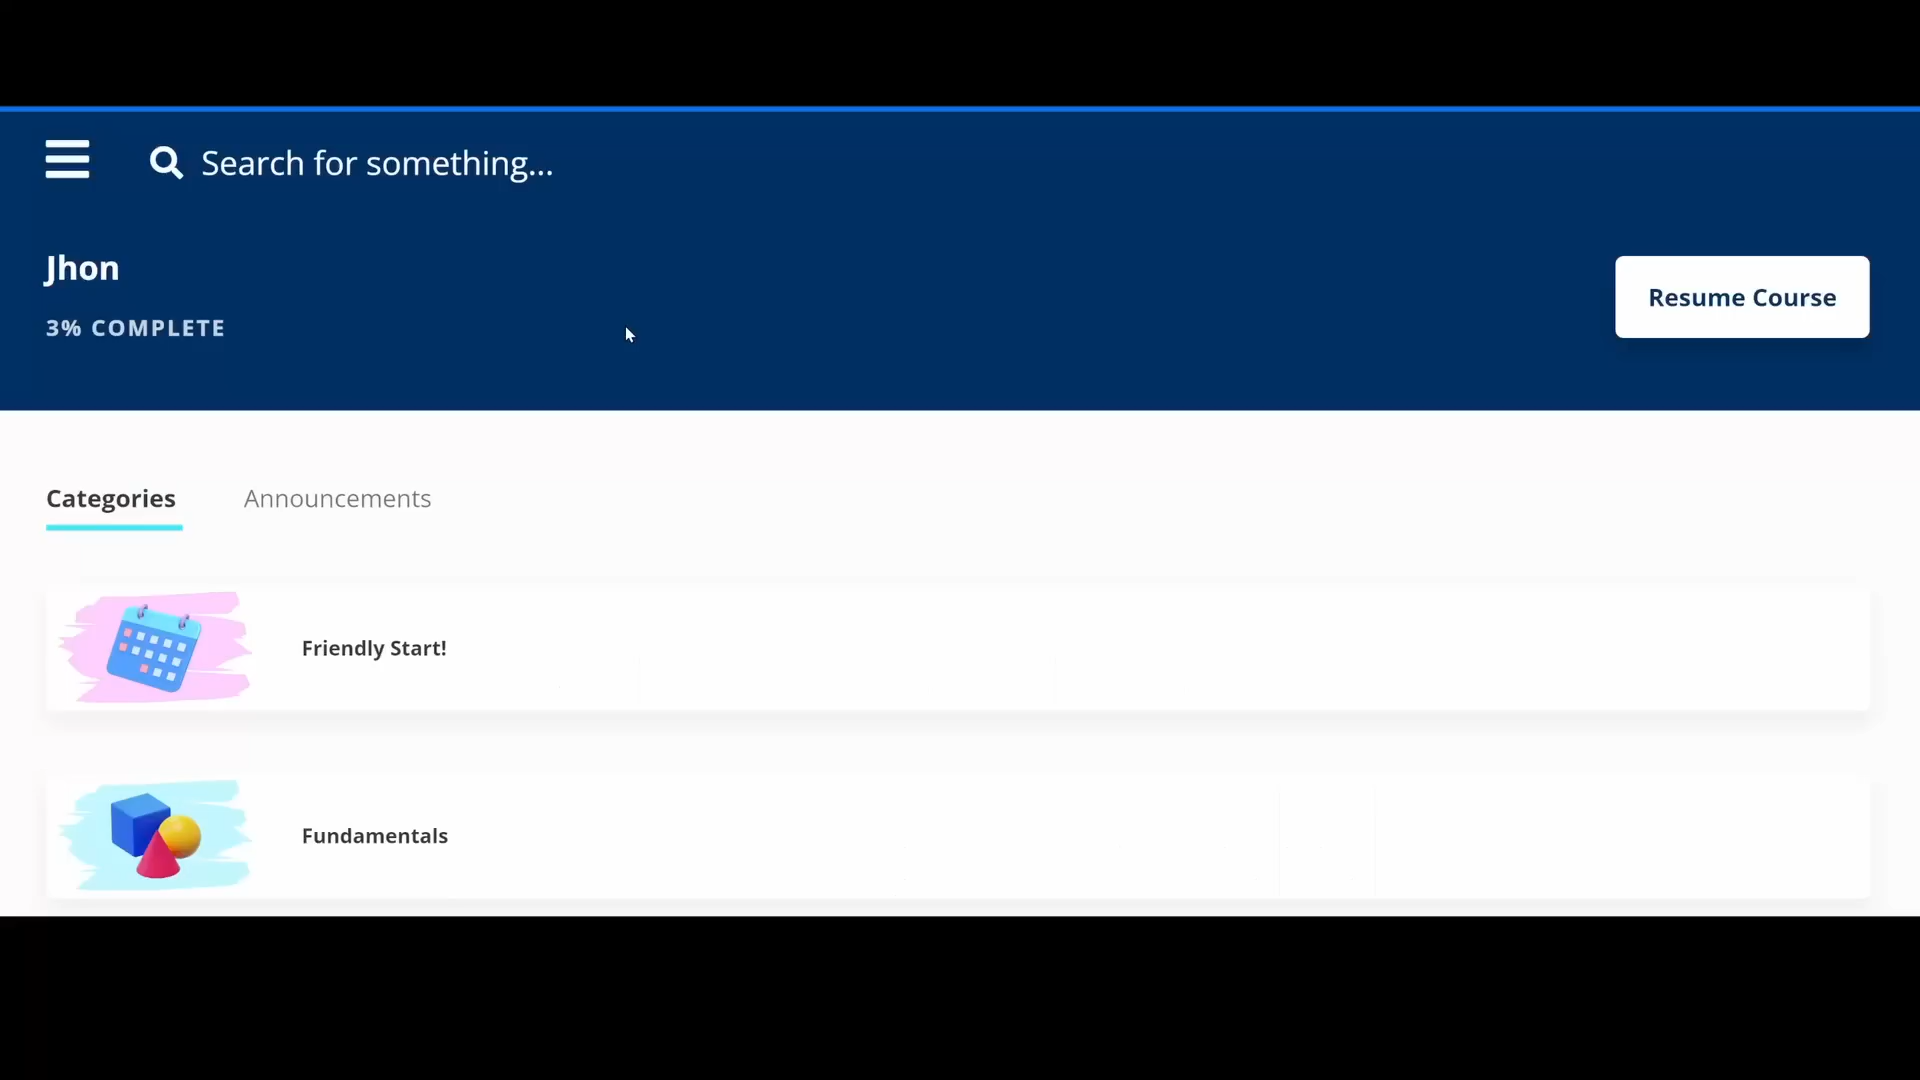 Search for something...
Jhon
3% COMPLETE
Resume Course
Categories
Announcements
Friendly Start!
Fundamentals